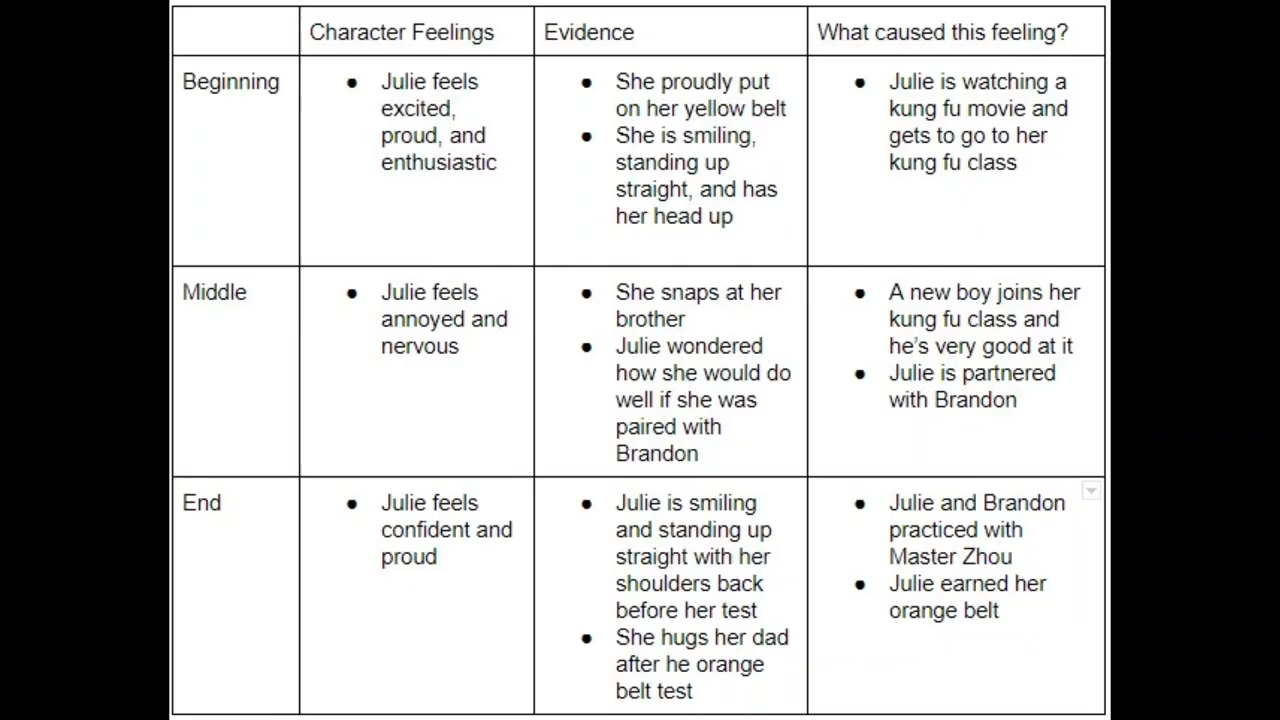 Character Feelings
Evidence
What caused this feeling?
Beginning
● Julie feels
excited,
proud, and
enthusiastic
● She proudly put
on her yellow belt
● She is smiling,
standing up
straight, and has
her head up
● Julie is watching a
kung fu movie and
gets to go to her
kung fu class
Middle
● Julie feels
annoyed and
nervous
● She snaps at her
brother
● Julie wondered
how she would do
well if she was
paired with
Brandon
● A new boy joins her
kung fu class and
he's very good at it
● Julie is partnered
with Brandon
End
● Julie feels
confident and
proud
● Julie is smiling
and standing up
straight with her
shoulders back
before her test
● She hugs her dad
after he orange
belt test
● Julie and Brandon
practiced with
Master Zhou
● Julie earned her
orange belt